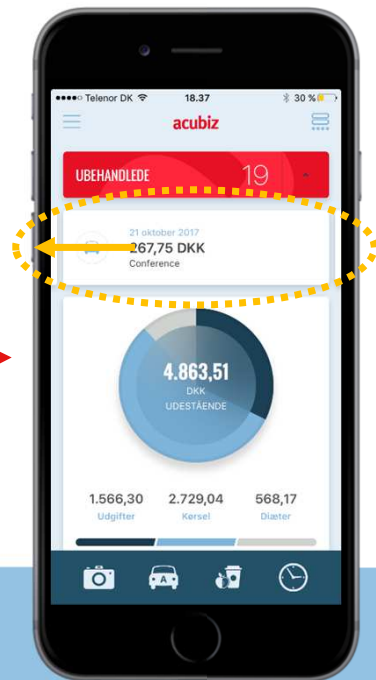 Telenor DK 18.37 30 %
acubiz
UBEHANDLEDE 19
21 oktober 2017
267,75 DKK
Conference
4.863,51
DKK
UDESTÅENDE
1.566,30 2.729,04 568,17
Udgifter Kørsel Diæter
A